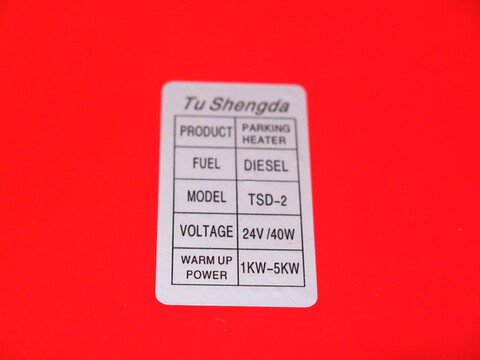 Tu Shengda
PRODUCT PARKING HEATER
FUEL DIESEL
MODEL TSD-2
VOLTAGE 24V/40W
WARM UP POWER 1KW-5KW